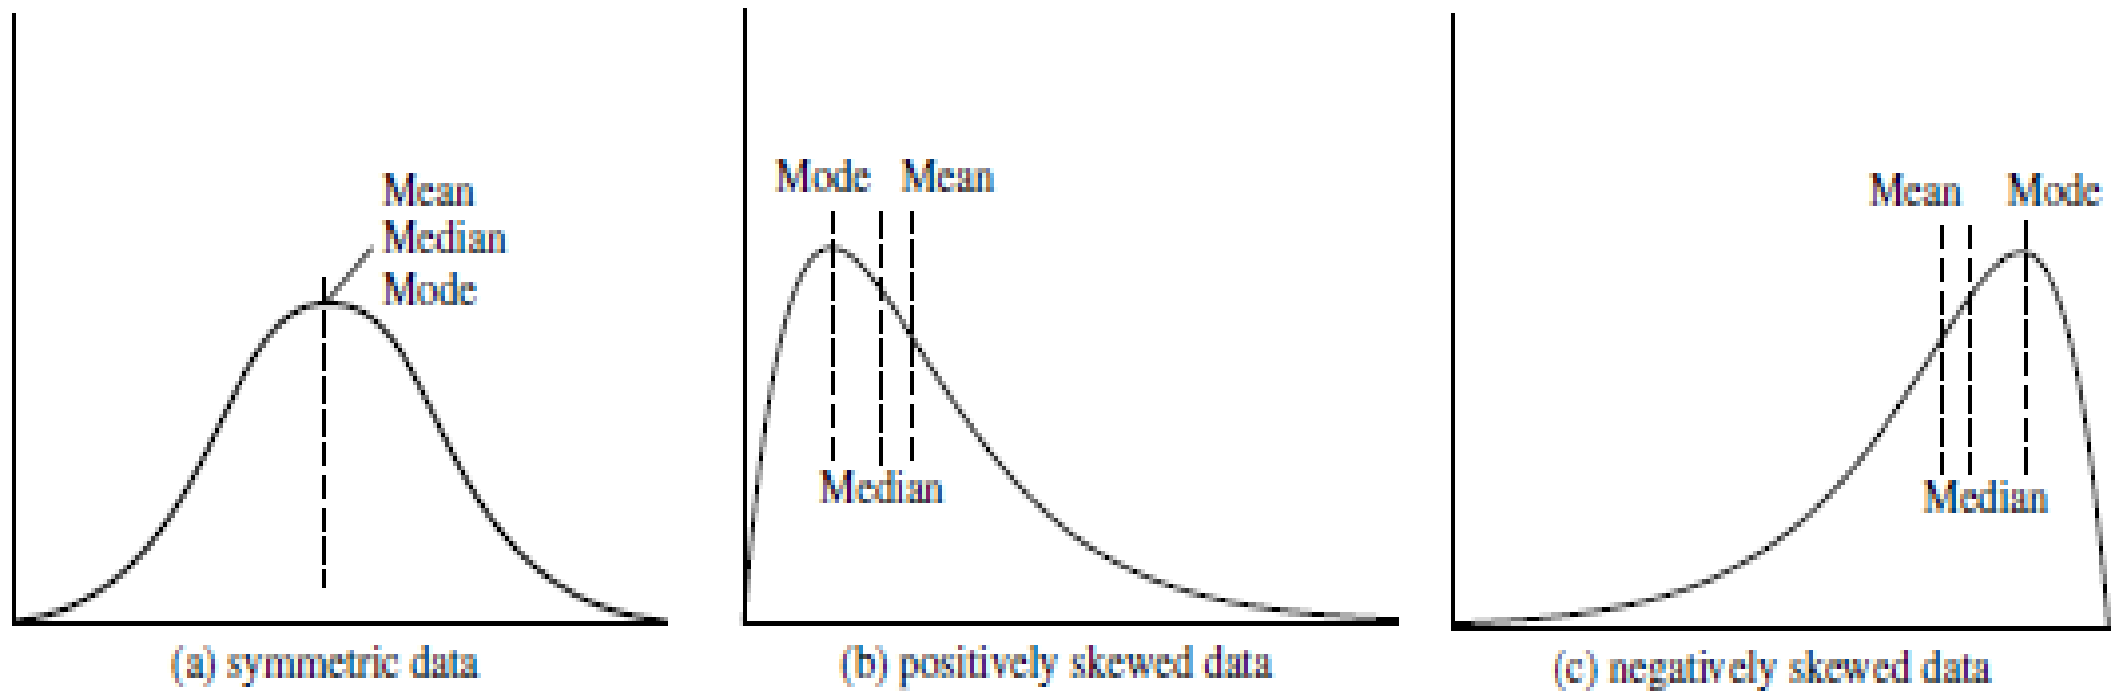 Mean
Median
Mode
(a) symmetric data
Mode Mean
Median
(b) positively skewed data
Mean Mode
Median
(c) negatively skewed data